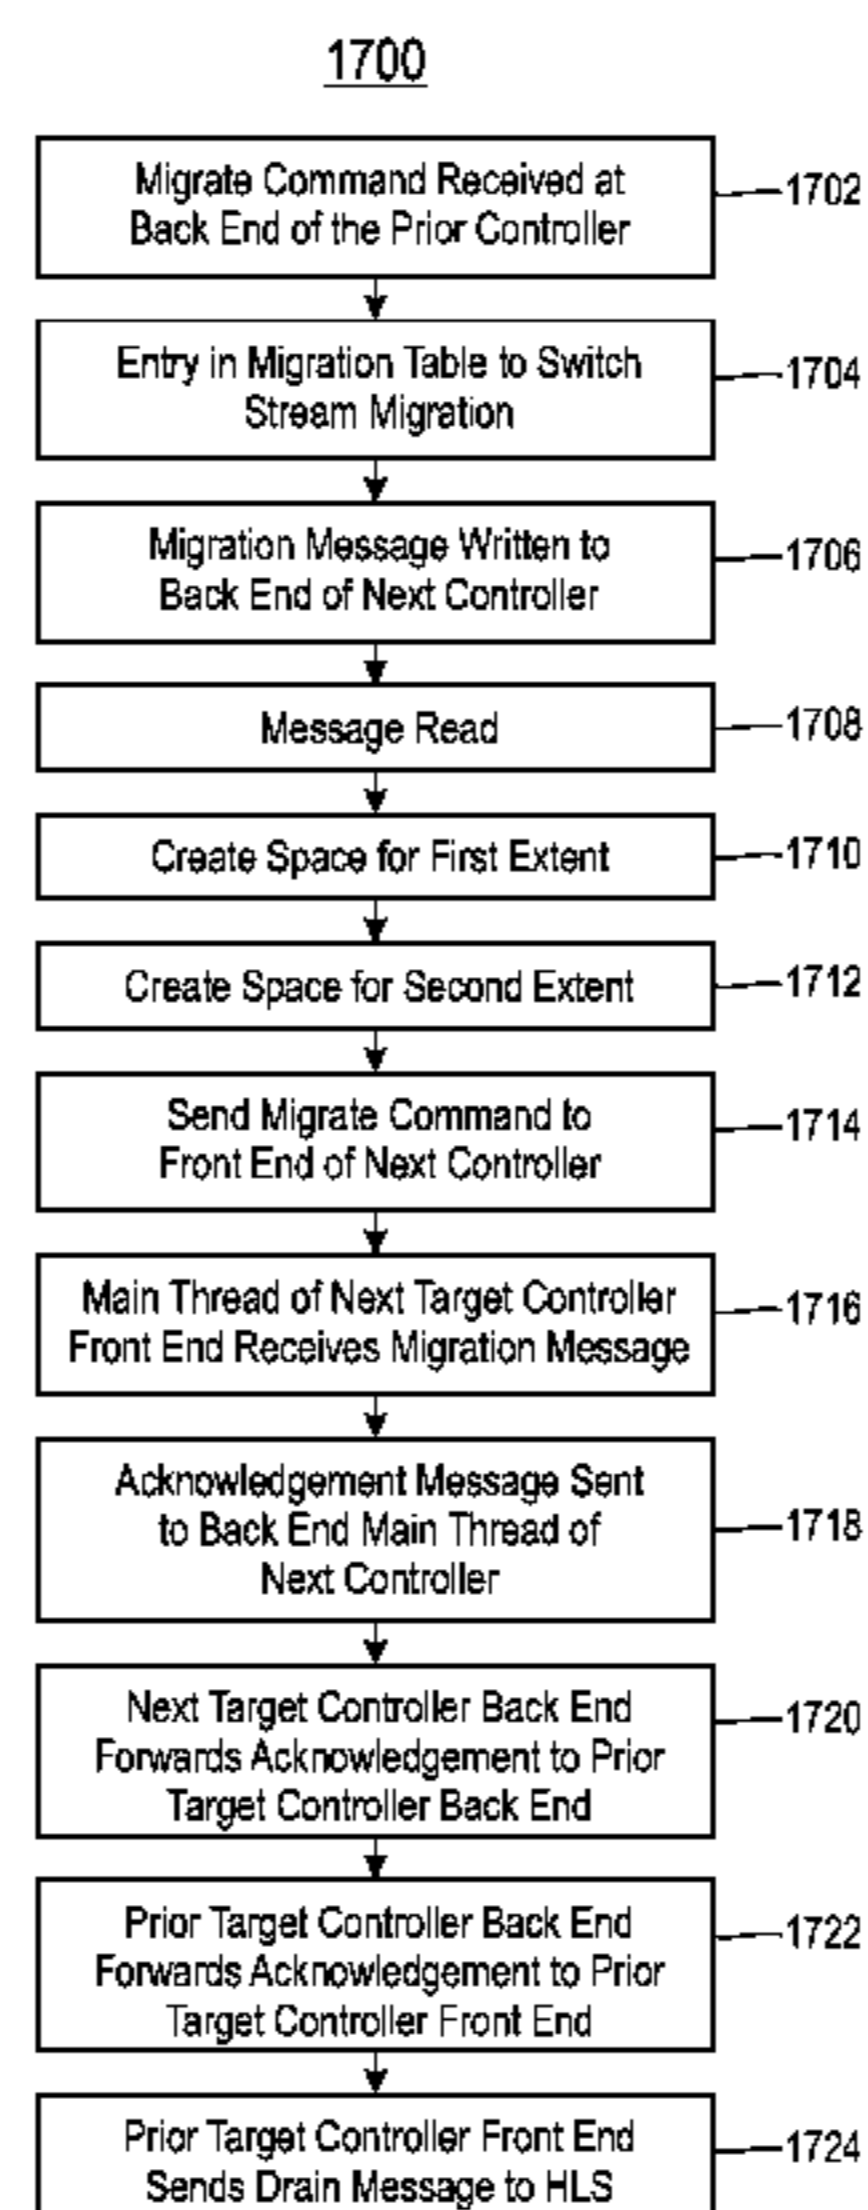 1700
Migrate Command Received at
Back End of the Prior Controller
1702
Entry in Migration Table to Switch
Stream Migration
1704
Migration Message Written to
Back End of Next Controller
1706
Message Read
1708
Create Space for First Extent
1710
Create Space for Second Extent
1712
Send Migrate Command to
Front End of Next Controller
1714
Main Thread of Next Target Controller
Front End Receives Migration Message
1716
Acknowledgement Message Sent
to Back End Main Thread of
Next Controller
1718
Next Target Controller Back End
Forwards Acknowledgement to Prior
Target Controller Back End
1720
Prior Target Controller Back End
Forwards Acknowledgement to Prior
Target Controller Front End
1722
Prior Target Controller Front End
Sends Drain Message to HLS
1724